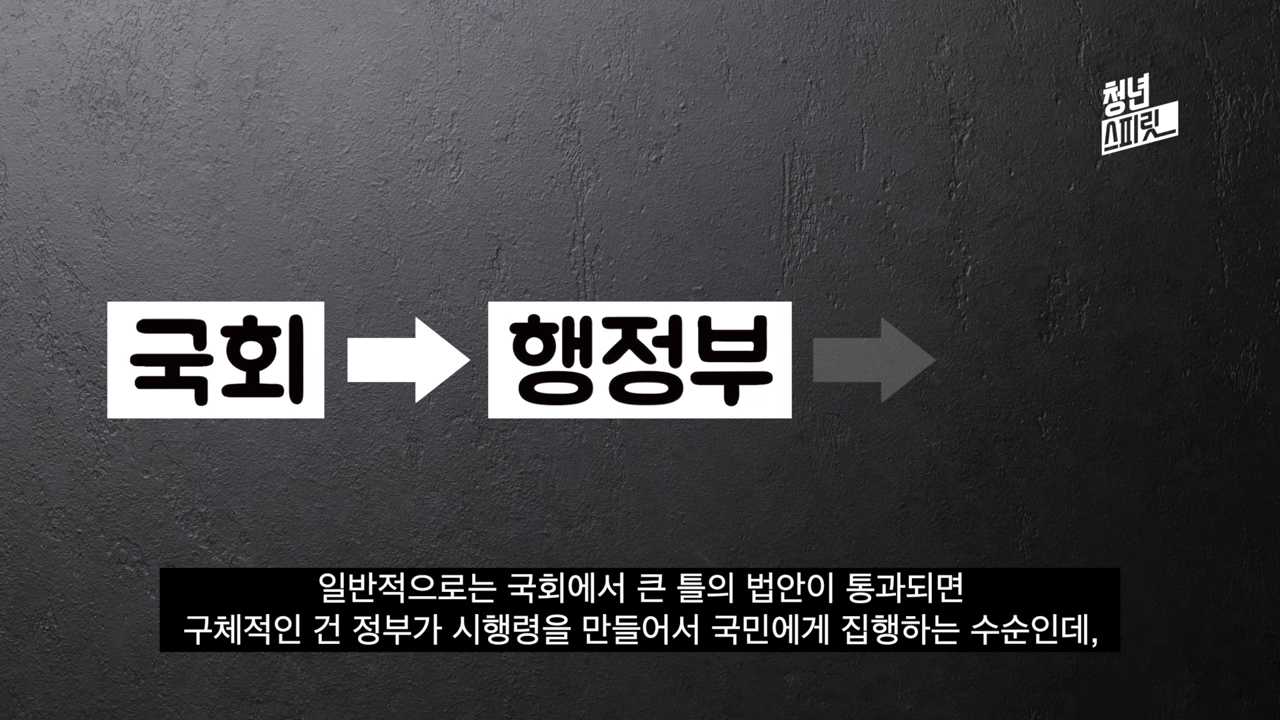 청년
스피릿
국회
행정부
일반적으로는 국회에서 큰 틀의 법안이 통과되면
구체적인 건 정부가 시행령을 만들어서 국민에게 집행하는 수순인데,